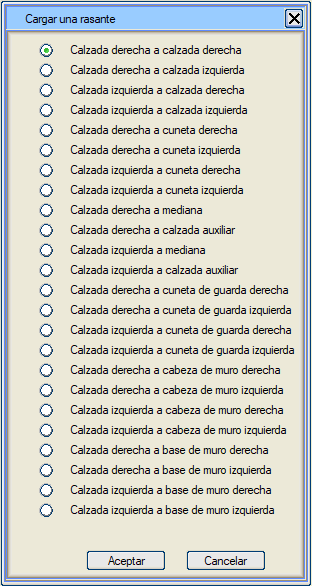 Cargar una rasante
Calzada derecha a calzada derecha
Calzada derecha a calzada izquierda
Calzada izquierda a calzada derecha
Calzada izquierda a calzada izquierda
Calzada derecha a cuneta derecha
Calzada derecha a cuneta izquierda
Calzada izquierda a cuneta derecha
Calzada izquierda a cuneta izquierda
Calzada derecha a mediana
Calzada derecha a calzada auxiliar
Calzada izquierda a mediana
Calzada izquierda a calzada auxiliar
Calzada derecha a cuneta de guarda derecha
Calzada derecha a cuneta de guarda izquierda
Calzada izquierda a cuneta de guarda derecha
Calzada izquierda a cuneta de guarda izquierda
Calzada derecha a cabeza de muro derecha
Calzada derecha a cabeza de muro izquierda
Calzada izquierda a cabeza de muro derecha
Calzada izquierda a cabeza de muro izquierda
Calzada derecha a base de muro derecha
Calzada derecha a base de muro izquierda
Calzada izquierda a base de muro derecha
Calzada izquierda a base de muro izquierda
Aceptar Cancelar